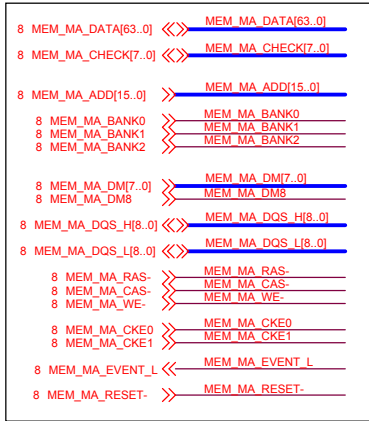 8 MEM_MA_DATA[63..0] MEM_MA_DATA[63..0]
8 MEM_MA_CHECK[7..0] MEM_MA_CHECK[7..0]
8 MEM_MA_ADD[15..0] MEM_MA_ADD[15..0]
8 MEM_MA_BANK0 MEM_MA_BANK0
8 MEM_MA_BANK1 MEM_MA_BANK1
8 MEM_MA_BANK2 MEM_MA_BANK2
8 MEM_MA_DM[7..0] MEM_MA_DM[7..0]
8 MEM_MA_DM8 MEM_MA_DM8
8 MEM_MA_DQS_H[8..0] MEM_MA_DQS_H[8..0]
8 MEM_MA_DQS_L[8..0] MEM_MA_DQS_L[8..0]
8 MEM_MA_RAS- MEM_MA_RAS-
8 MEM_MA_CAS- MEM_MA_CAS-
8 MEM_MA_WE- MEM_MA_WE-
8 MEM_MA_CKE0 MEM_MA_CKE0
8 MEM_MA_CKE1 MEM_MA_CKE1
8 MEM_MA_EVENT_L MEM_MA_EVENT_L
8 MEM_MA_RESET- MEM_MA_RESET-